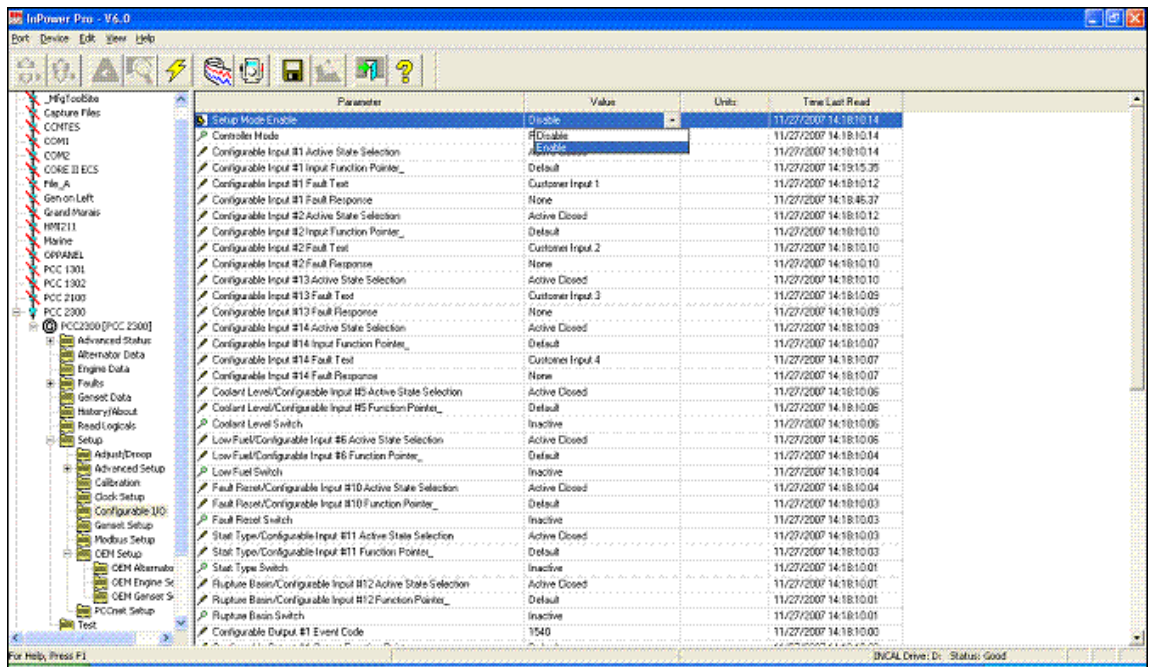 InPower Pro - V6.0
Port Device Edit View Help
_MfgToolSite
Capture Files
CCMTES
COM1
COM2
CORE II ECS
File_A
Gen on Left
Grand Marais
HMI211
Marine
OPPANEL
PCC 1301
PCC 1302
PCC 2100
PCC 2300
PCC2300 [PCC 2300]
Advanced Status
Alternator Data
Engine Data
Faults
Genset Data
History/About
Read Logicals
Setup
Adjust/Droop
Advanced Setup
Calibration
Clock Setup
Configurable I/O
Genset Setup
Modbus Setup
OEM Setup
OEM Alternato
OEM Engine Se
OEM Genset S
PCCnet Setup
Test
Parameter Value Units Time Last Read
Setup Mode Enable Disable 11/27/2007 14:18:10.14
Controller Mode Disable 11/27/2007 14:18:10.14
Enable
Configurable Input #1 Active State Selection 11/27/2007 14:18:10.14
Configurable Input #1 Input Function Pointer_ Default 11/27/2007 14:19:15.35
Configurable Input #1 Fault Text Customer Input 1 11/27/2007 14:18:10.12
Configurable Input #1 Fault Response None 11/27/2007 14:18:46.37
Configurable Input #2 Active State Selection Active Closed 11/27/2007 14:18:10.12
Configurable Input #2 Input Function Pointer_ Default 11/27/2007 14:18:10.10
Configurable Input #2 Fault Text Customer Input 2 11/27/2007 14:18:10.10
Configurable Input #2 Fault Response None 11/27/2007 14:18:10.10
Configurable Input #13 Active State Selection Active Closed 11/27/2007 14:18:10.10
Configurable Input #13 Fault Text Customer Input 3 11/27/2007 14:18:10.09
Configurable Input #13 Fault Response None 11/27/2007 14:18:10.09
Configurable Input #14 Active State Selection Active Closed 11/27/2007 14:18:10.09
Configurable Input #14 Input Function Pointer_ Default 11/27/2007 14:18:10.07
Configurable Input #14 Fault Text Customer Input 4 11/27/2007 14:18:10.07
Configurable Input #14 Fault Response None 11/27/2007 14:18:10.07
Coolant Level/Configurable Input #5 Active State Selection Active Closed 11/27/2007 14:18:10.06
Coolant Level/Configurable Input #5 Function Pointer_ Default 11/27/2007 14:18:10.06
Coolant Level Switch Inactive 11/27/2007 14:18:10.06
Low Fuel/Configurable Input #6 Active State Selection Active Closed 11/27/2007 14:18:10.06
Low Fuel/Configurable Input #6 Function Pointer_ Default 11/27/2007 14:18:10.04
Low Fuel Switch Inactive 11/27/2007 14:18:10.04
Fault Reset/Configurable Input #10 Active State Selection Active Closed 11/27/2007 14:18:10.04
Fault Reset/Configurable Input #10 Function Pointer_ Default 11/27/2007 14:18:10.03
Fault Reset Switch Inactive 11/27/2007 14:18:10.03
Start Type/Configurable Input #11 Active State Selection Active Closed 11/27/2007 14:18:10.03
Start Type/Configurable Input #11 Function Pointer_ Default 11/27/2007 14:18:10.03
Start Type Switch Inactive 11/27/2007 14:18:10.01
Rupture Basin/Configurable Input #12 Active State Selection Active Closed 11/27/2007 14:18:10.01
Rupture Basin/Configurable Input #12 Function Pointer_ Default 11/27/2007 14:18:10.01
Rupture Basin Switch Inactive 11/27/2007 14:18:10.01
Configurable Output #1 Event Code 1540 11/27/2007 14:18:10.00
For Help, Press F1 INCAL Drive: D: Status: Good